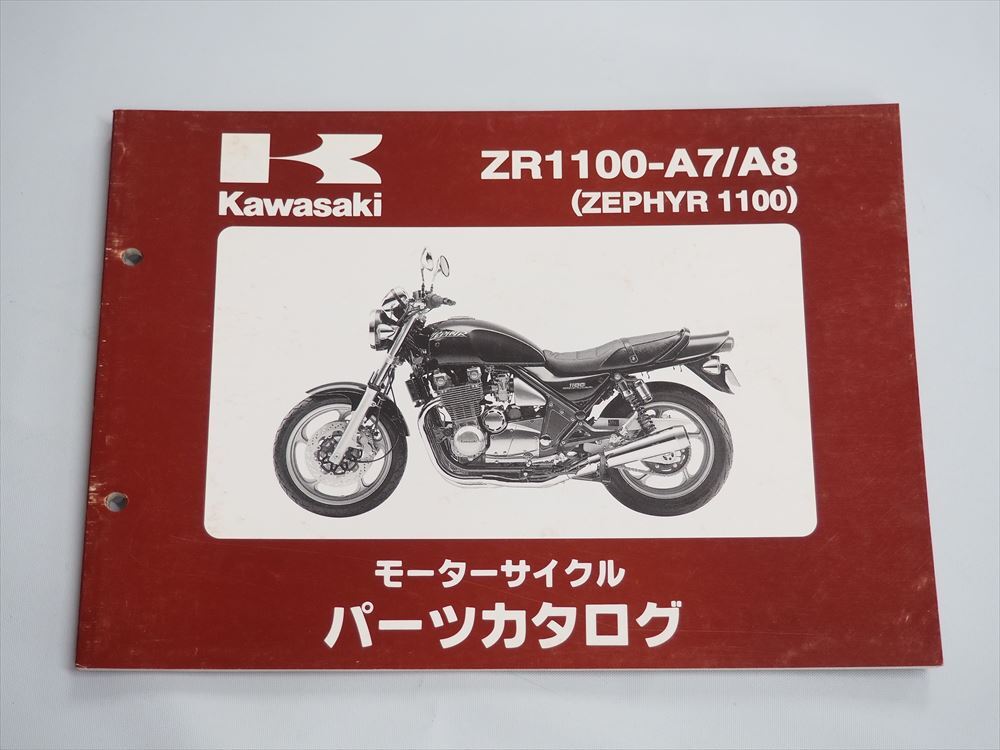 Kawasaki
ZR1100-A7/A8
(ZEPHYR 1100)
1100
モーターサイクル
パーツカタログ